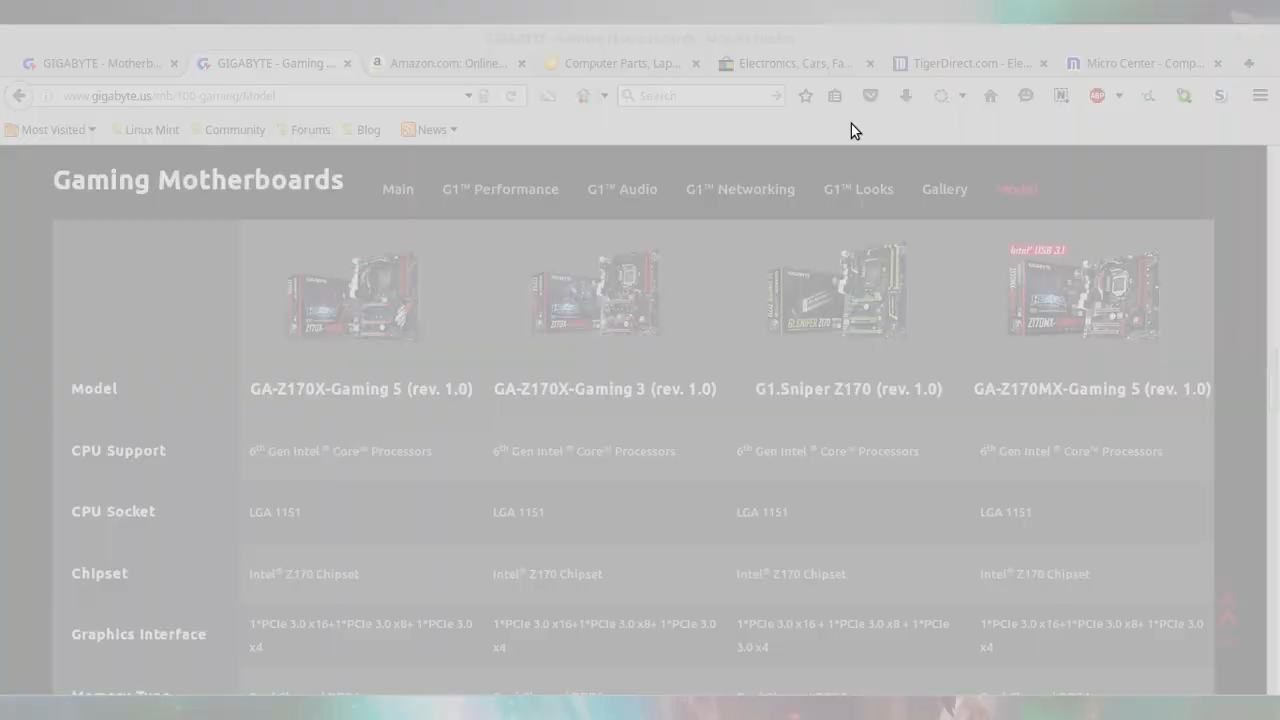 GIGABYTE - Motherb... GIGABYTE - Gaming ... Amazon.com: Online... Computer Parts, Lap... Electronics, Cars, Fa... TigerDirect.com - Ele... Micro Center - Comp...
www.gigabyte.us/mb/100-gaming/Model Search
Most Visited Linux Mint Community Forums Blog News
Gaming Motherboards Main G1™ Performance G1™ Audio G1™ Networking G1™ Looks Gallery Model
Intel® USB 3.1
Model GA-Z170X-Gaming 5 (rev. 1.0) GA-Z170X-Gaming 3 (rev. 1.0) G1.Sniper Z170 (rev. 1.0) GA-Z170MX-Gaming 5 (rev. 1.0)
CPU Support 6th Gen Intel ® Core™ Processors 6th Gen Intel ® Core™ Processors 6th Gen Intel ® Core™ Processors 6th Gen Intel ® Core™ Processors
CPU Socket LGA 1151 LGA 1151 LGA 1151 LGA 1151
Chipset Intel® Z170 Chipset Intel® Z170 Chipset Intel® Z170 Chipset Intel® Z170 Chipset
Graphics Interface 1*PCIe 3.0 x16+1*PCIe 3.0 x8+ 1*PCIe 3.0 1*PCIe 3.0 x16+1*PCIe 3.0 x8+ 1*PCIe 3.0 1*PCIe 3.0 x16 + 1*PCIe 3.0 x8 + 1*PCIe 1*PCIe 3.0 x16+1*PCIe 3.0 x8+ 1*PCIe 3.0
x4 x4 3.0 x4 x4
Memory Type